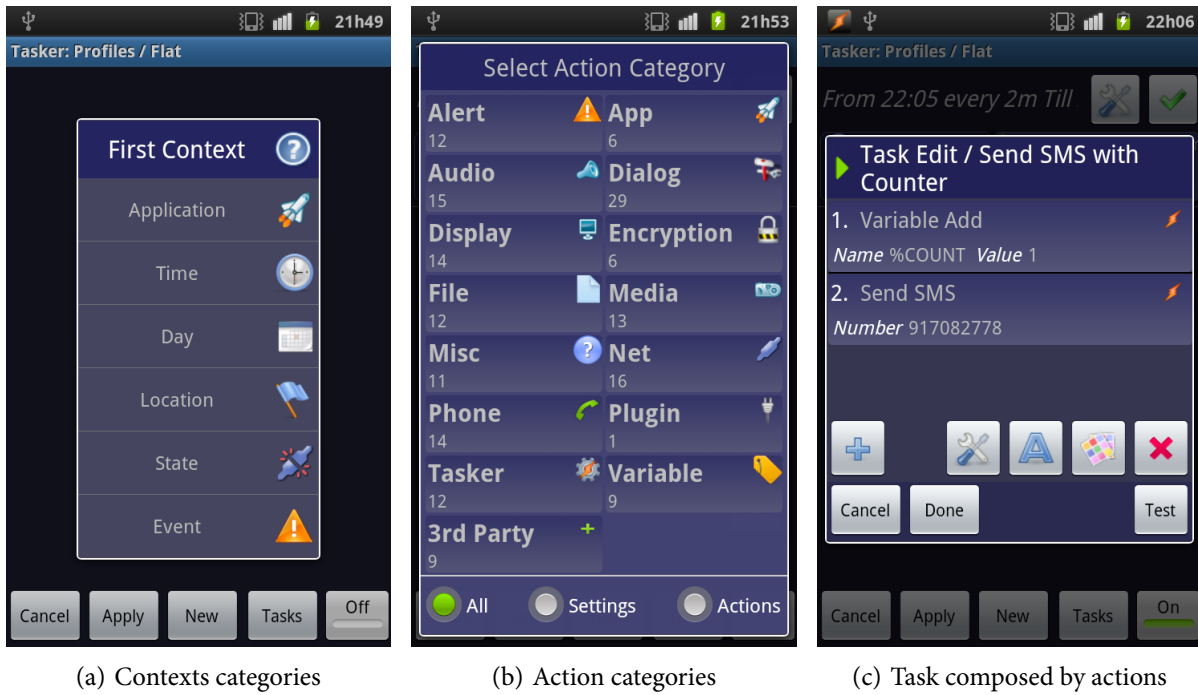 21h49
Tasker: Profiles / Flat
First Context
Application
Time
Day
Location
State
Event
Cancel Apply New Tasks Off
(a) Contexts categories
21h53
Select Action Category
Alert App
12 6
Audio Dialog
15 29
Display Encryption
14 6
File Media
12 13
Misc Net
11 16
Phone Plugin
14 1
Tasker Variable
12 9
3rd Party
9
All Settings Actions
(b) Action categories
22h06
Tasker: Profiles / Flat
From 22:05 every 2m Till
Task Edit / Send SMS with
Counter
1. Variable Add
Name %COUNT Value 1
2. Send SMS
Number 917082778
Cancel Done Test
Cancel Apply New Tasks On
(c) Task composed by actions